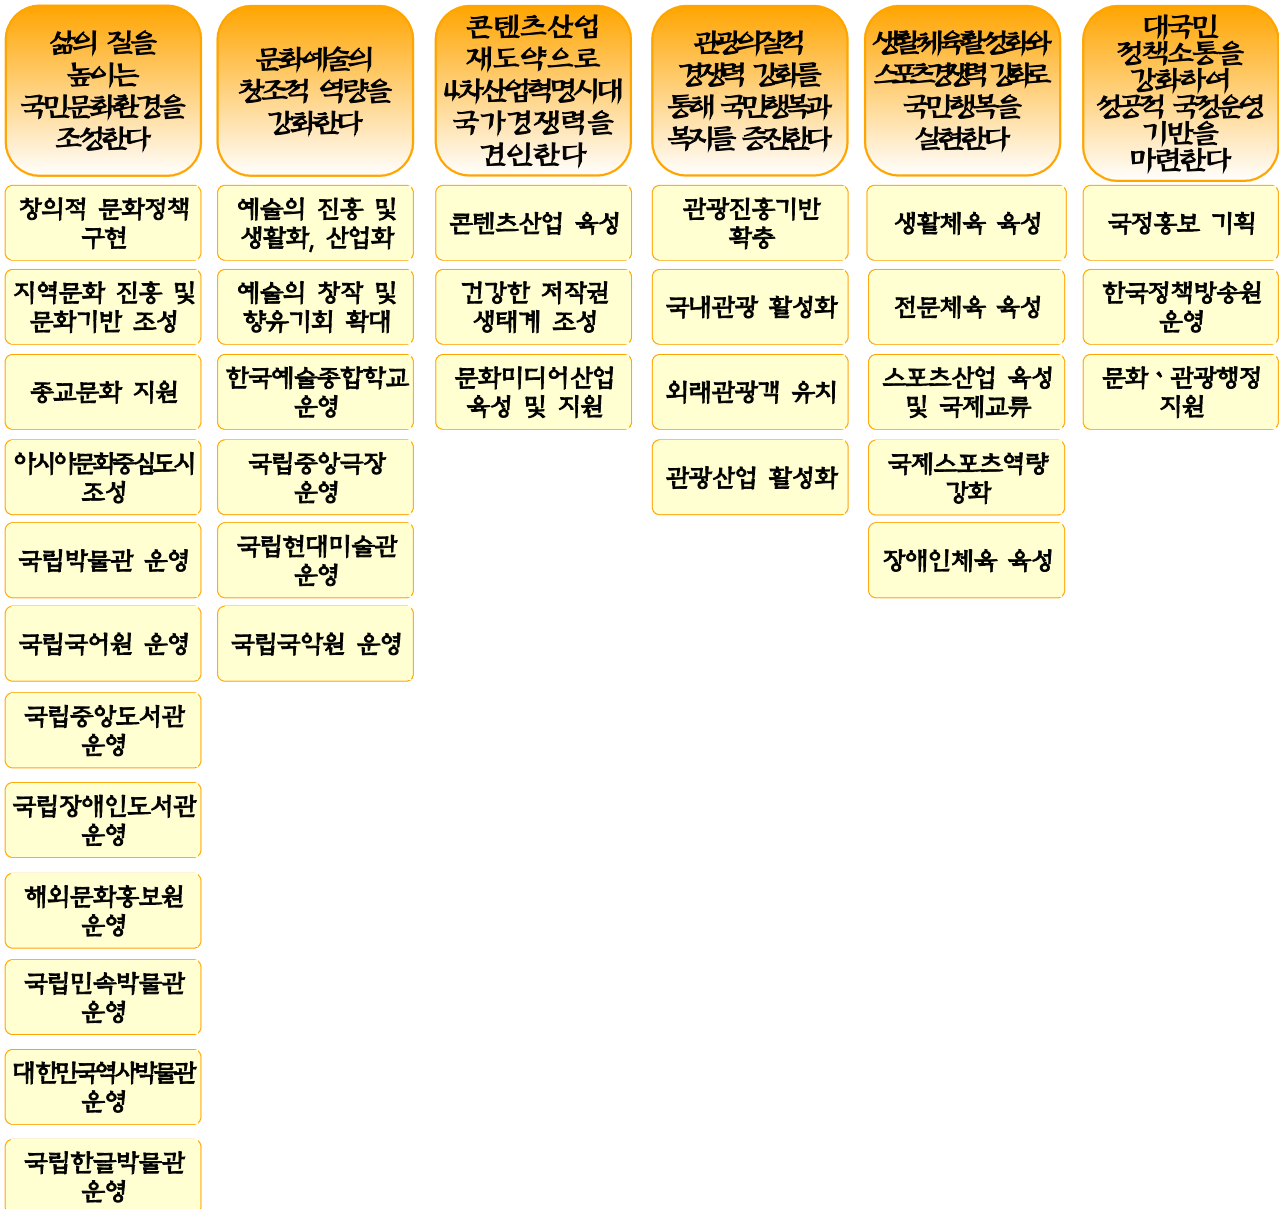 삶의 질을
높이는
국민문화환경을
조성한다
창의적 문화정책
구현
지역문화 진흥 및
문화기반 조성
종교문화 지원
아시아문화중심도시
조성
국립박물관 운영
국립국어원 운영
국립중앙도서관
운영
국립장애인도서관
운영
해외문화홍보원
운영
국립민속박물관
운영
대한민국역사박물관
운영
국립한글박물관
운영
문화예술의
창조적 역량을
강화한다
예술의 진흥 및
생활화, 산업화
예술의 창작 및
향유기회 확대
한국예술종합학교
운영
국립중앙극장
운영
국립현대미술관
운영
국립국악원 운영
콘텐츠산업
재도약으로
4차산업혁명시대
국가경쟁력을
견인한다
콘텐츠산업 육성
건강한 저작권
생태계 조성
문화미디어산업
육성 및 지원
관광의질적
경쟁력 강화를
통해 국민행복과
복지를 증진한다
관광진흥기반
확충
국내관광 활성화
외래관광객 유치
관광산업 활성화
생활체육활성화와
스포츠경쟁력 강화로
국민행복을
실현한다
생활체육 육성
전문체육 육성
스포츠산업 육성
및 국제교류
국제스포츠역량
강화
장애인체육 육성
대국민
정책소통을
강화하여
성공적 국정운영
기반을
마련한다
국정홍보 기획
한국정책방송원
운영
문화、관광행정
지원